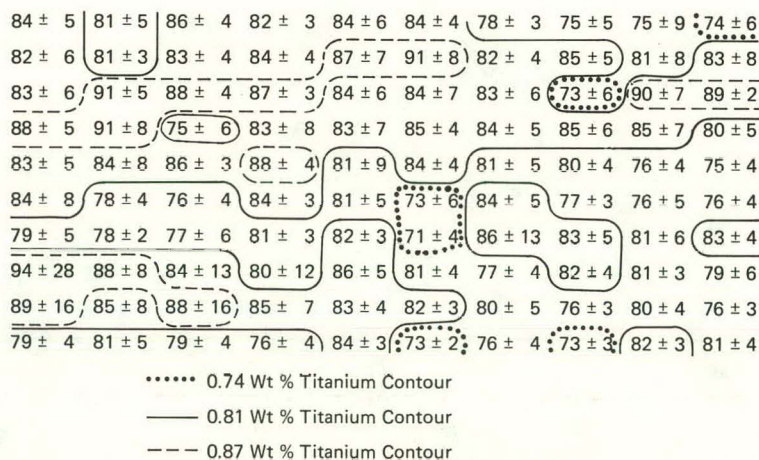 84 ± 5 81 ± 5 86 ± 4 82 ± 3 84 ± 6 84 ± 4 78 ± 3 75 ± 5 75 ± 9 74 ± 6
82 ± 6 81 ± 3 83 ± 4 84 ± 4 87 ± 7 91 ± 8 82 ± 4 85 ± 5 81 ± 8 83 ± 8
83 ± 6 91 ± 5 88 ± 4 87 ± 3 84 ± 6 84 ± 7 83 ± 6 73 ± 6 90 ± 7 89 ± 2
88 ± 5 91 ± 8 75 ± 6 83 ± 8 83 ± 7 85 ± 4 84 ± 5 85 ± 6 85 ± 7 80 ± 5
83 ± 5 84 ± 8 86 ± 3 88 ± 4 81 ± 9 84 ± 4 81 ± 5 80 ± 4 76 ± 4 75 ± 4
84 ± 8 78 ± 4 76 ± 4 84 ± 3 81 ± 5 73 ± 6 84 ± 5 77 ± 3 76 + 5 76 + 4
79 ± 5 78 ± 2 77 ± 6 81 ± 3 82 ± 3 71 ± 4 86 ± 13 83 ± 5 81 ± 6 83 ± 4
94 ± 28 88 ± 8 84 ± 13 80 ± 12 86 ± 5 81 ± 4 77 ± 4 82 ± 4 81 ± 3 79 ± 6
89 ± 16 85 ± 8 88 ± 16 85 ± 7 83 ± 4 82 ± 3 80 ± 5 76 ± 3 80 ± 4 76 ± 3
79 ± 4 81 ± 5 79 ± 4 76 ± 4 84 ± 3 73 ± 2 76 ± 4 73 ± 3 82 ± 3 81 ± 4
0.74 Wt % Titanium Contour
0.81 Wt % Titanium Contour
0.87 Wt % Titanium Contour